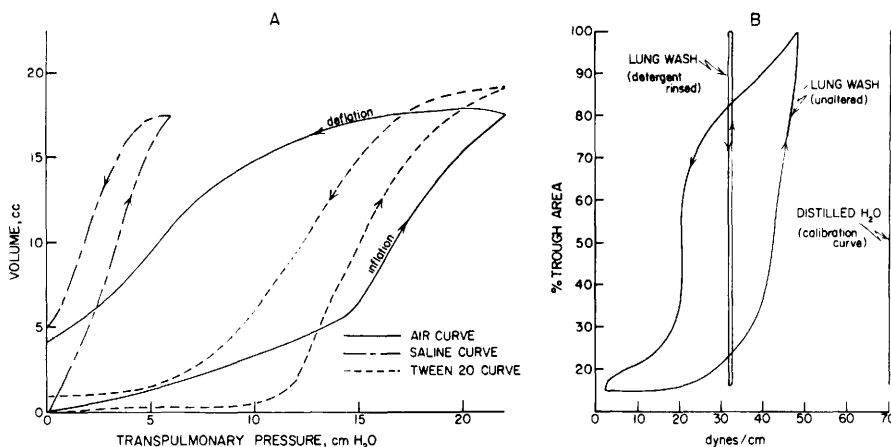 A
VOLUME, cc
20
15
10
5
0
deflation
inflation
AIR CURVE
SALINE CURVE
TWEEN 20 CURVE
0 5 10 15 20
TRANSPULMONARY PRESSURE, cm H₂O
B
% TROUGH AREA
100
90
80
70
60
50
40
30
20
LUNG WASH
(detergent
rinsed)
LUNG WASH
(unaltered)
DISTILLED H₂O
(calibration
curve)
0 10 20 30 40 50 60 70
dynes/cm